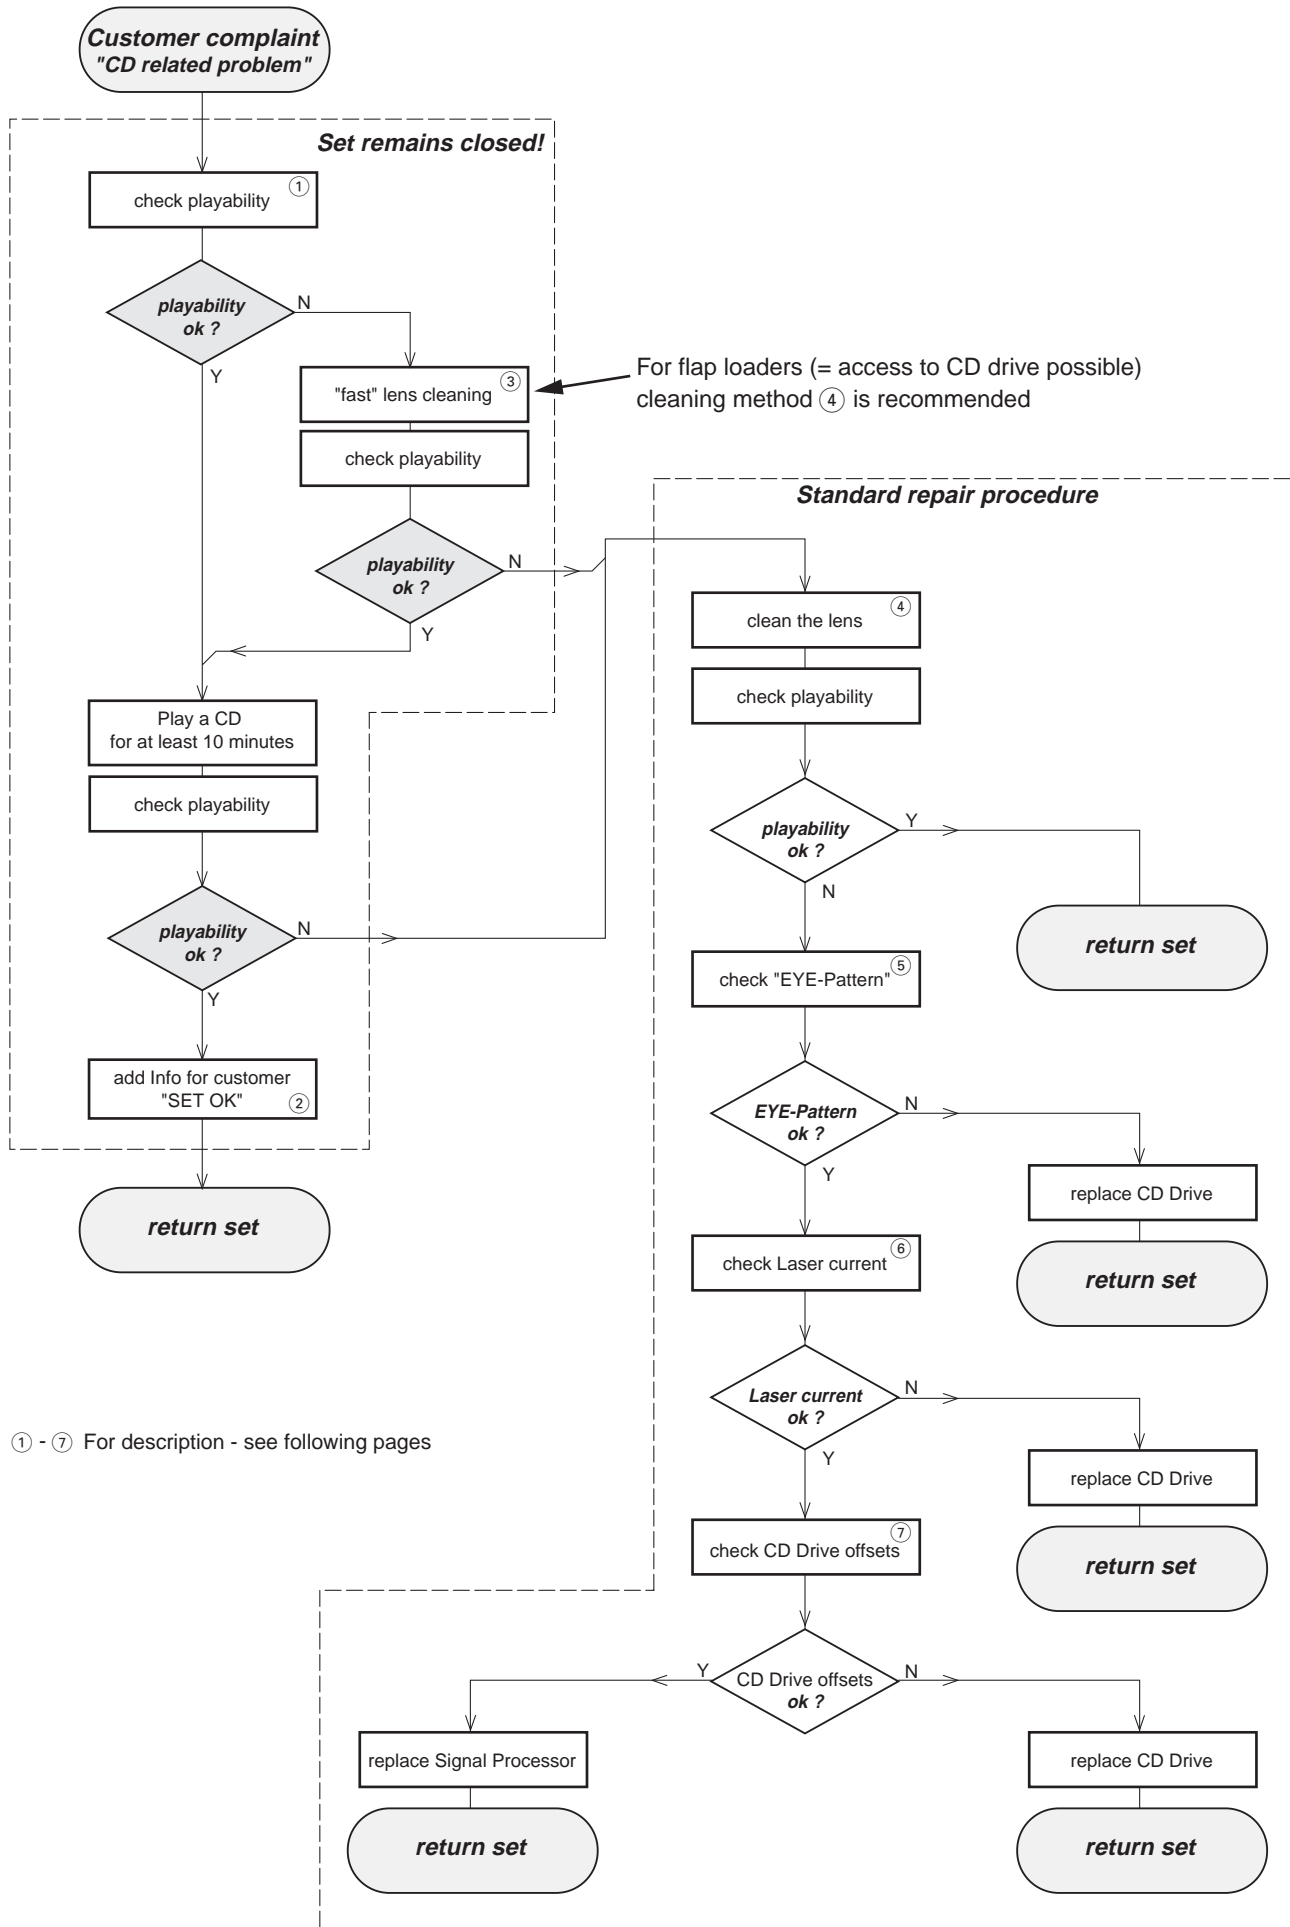 Customer complaint
"CD related problem"
Set remains closed!
①
check playability
playability
ok ?
N
Y
③
"fast" lens cleaning
For flap loaders (= access to CD drive possible)
cleaning method ④ is recommended
check playability
playability
ok ?
N
Y
Play a CD
for at least 10 minutes
check playability
playability
ok ?
N
Y
add Info for customer
"SET OK"
②
return set
Standard repair procedure
④
clean the lens
check playability
playability
ok ?
Y
N
return set
⑤
check "EYE-Pattern"
EYE-Pattern
ok ?
N
Y
replace CD Drive
return set
⑥
check Laser current
Laser current
ok ?
N
Y
replace CD Drive
return set
① - ⑦ For description - see following pages
⑦
check CD Drive offsets
CD Drive offsets
ok ?
Y
N
replace Signal Processor
return set
replace CD Drive
return set